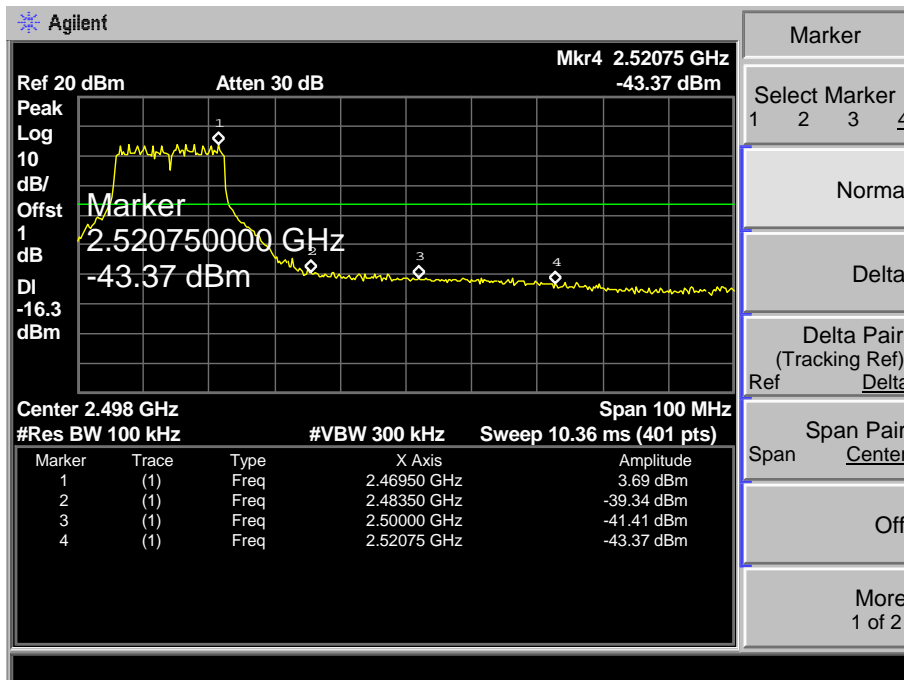 Agilent
Marker
Mkr4 2.52075 GHz
Ref 20 dBm Atten 30 dB -43.37 dBm
Peak
Log
10
dB/
Offst
1
dB
DI
-16.3
dBm
1
Marker
2.520750000 GHz
-43.37 dBm
2
3
4
Center 2.498 GHz Span 100 MHz
#Res BW 100 kHz #VBW 300 kHz Sweep 10.36 ms (401 pts)
Marker Trace Type X Axis Amplitude
1 (1) Freq 2.46950 GHz 3.69 dBm
2 (1) Freq 2.48350 GHz -39.34 dBm
3 (1) Freq 2.50000 GHz -41.41 dBm
4 (1) Freq 2.52075 GHz -43.37 dBm
Select Marker
1 2 3 4
Norma
Delta
Delta Pair
(Tracking Ref)
Ref Delta
Span Pair
Span Center
Off
More
1 of 2